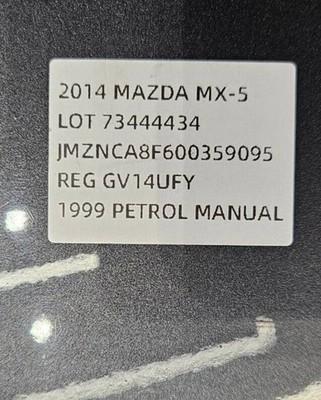 2014 MAZDA MX-5
LOT 73444434
JMZNCA8F600359095
REG GV14UFY
1999 PETROL MANUAL